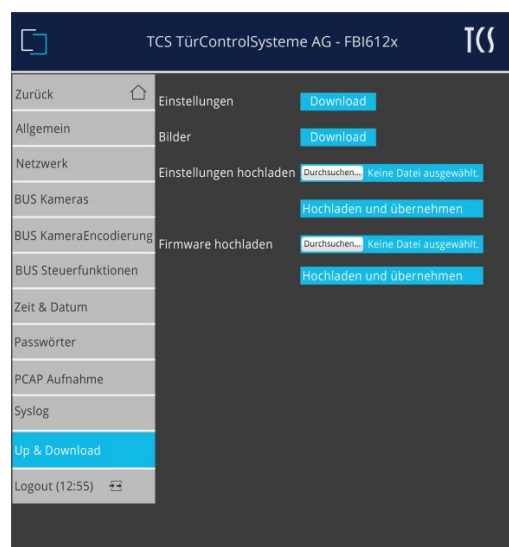 TCS TürControlSysteme AG - FBI612x
TCS
Zurück
Allgemein
Netzwerk
BUS Kameras
BUS KameraEncodierung
BUS Steuerfunktionen
Zeit & Datum
Passwörter
PCAP Aufnahme
Syslog
Up & Download
Logout (12:55)
Einstellungen Download
Bilder Download
Einstellungen hochladen Durchsuchen... Keine Datei ausgewählt.
Hochladen und übernehmen
Firmware hochladen Durchsuchen... Keine Datei ausgewählt.
Hochladen und übernehmen